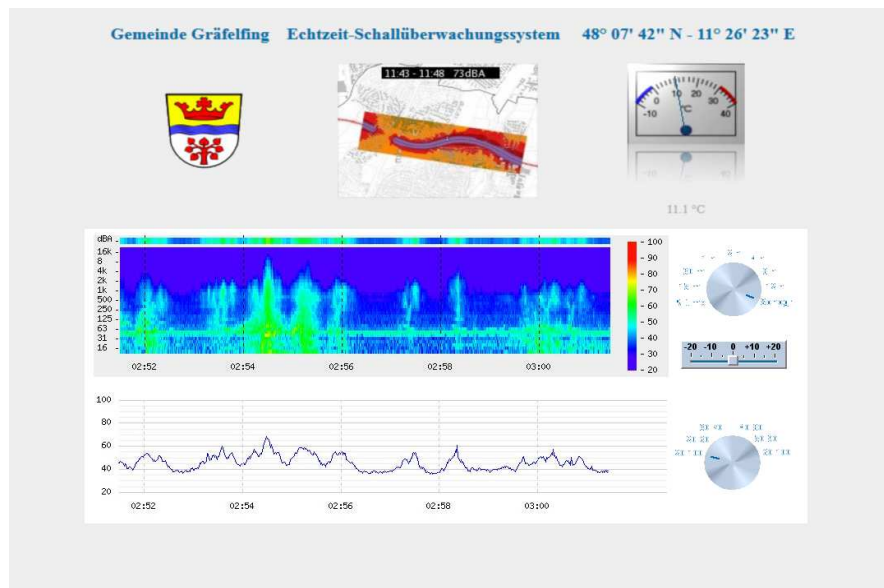 Gemeinde Gräfelfing Echtzeit-Schallüberwachungssystem 48° 07' 42" N - 11° 26' 23" E
11:43 - 11:48 73dBA
-10 0 10 20 30 40
°C
11.1 °C
dBA
16k
8
4k
2k
1k
500
250
125
63
31
16
02:52 02:54 02:56 02:58 03:00
100
90
80
70
60
50
40
30
20
-20 -10 0 +10 +20
100
80
60
40
20
02:52 02:54 02:56 02:58 03:00